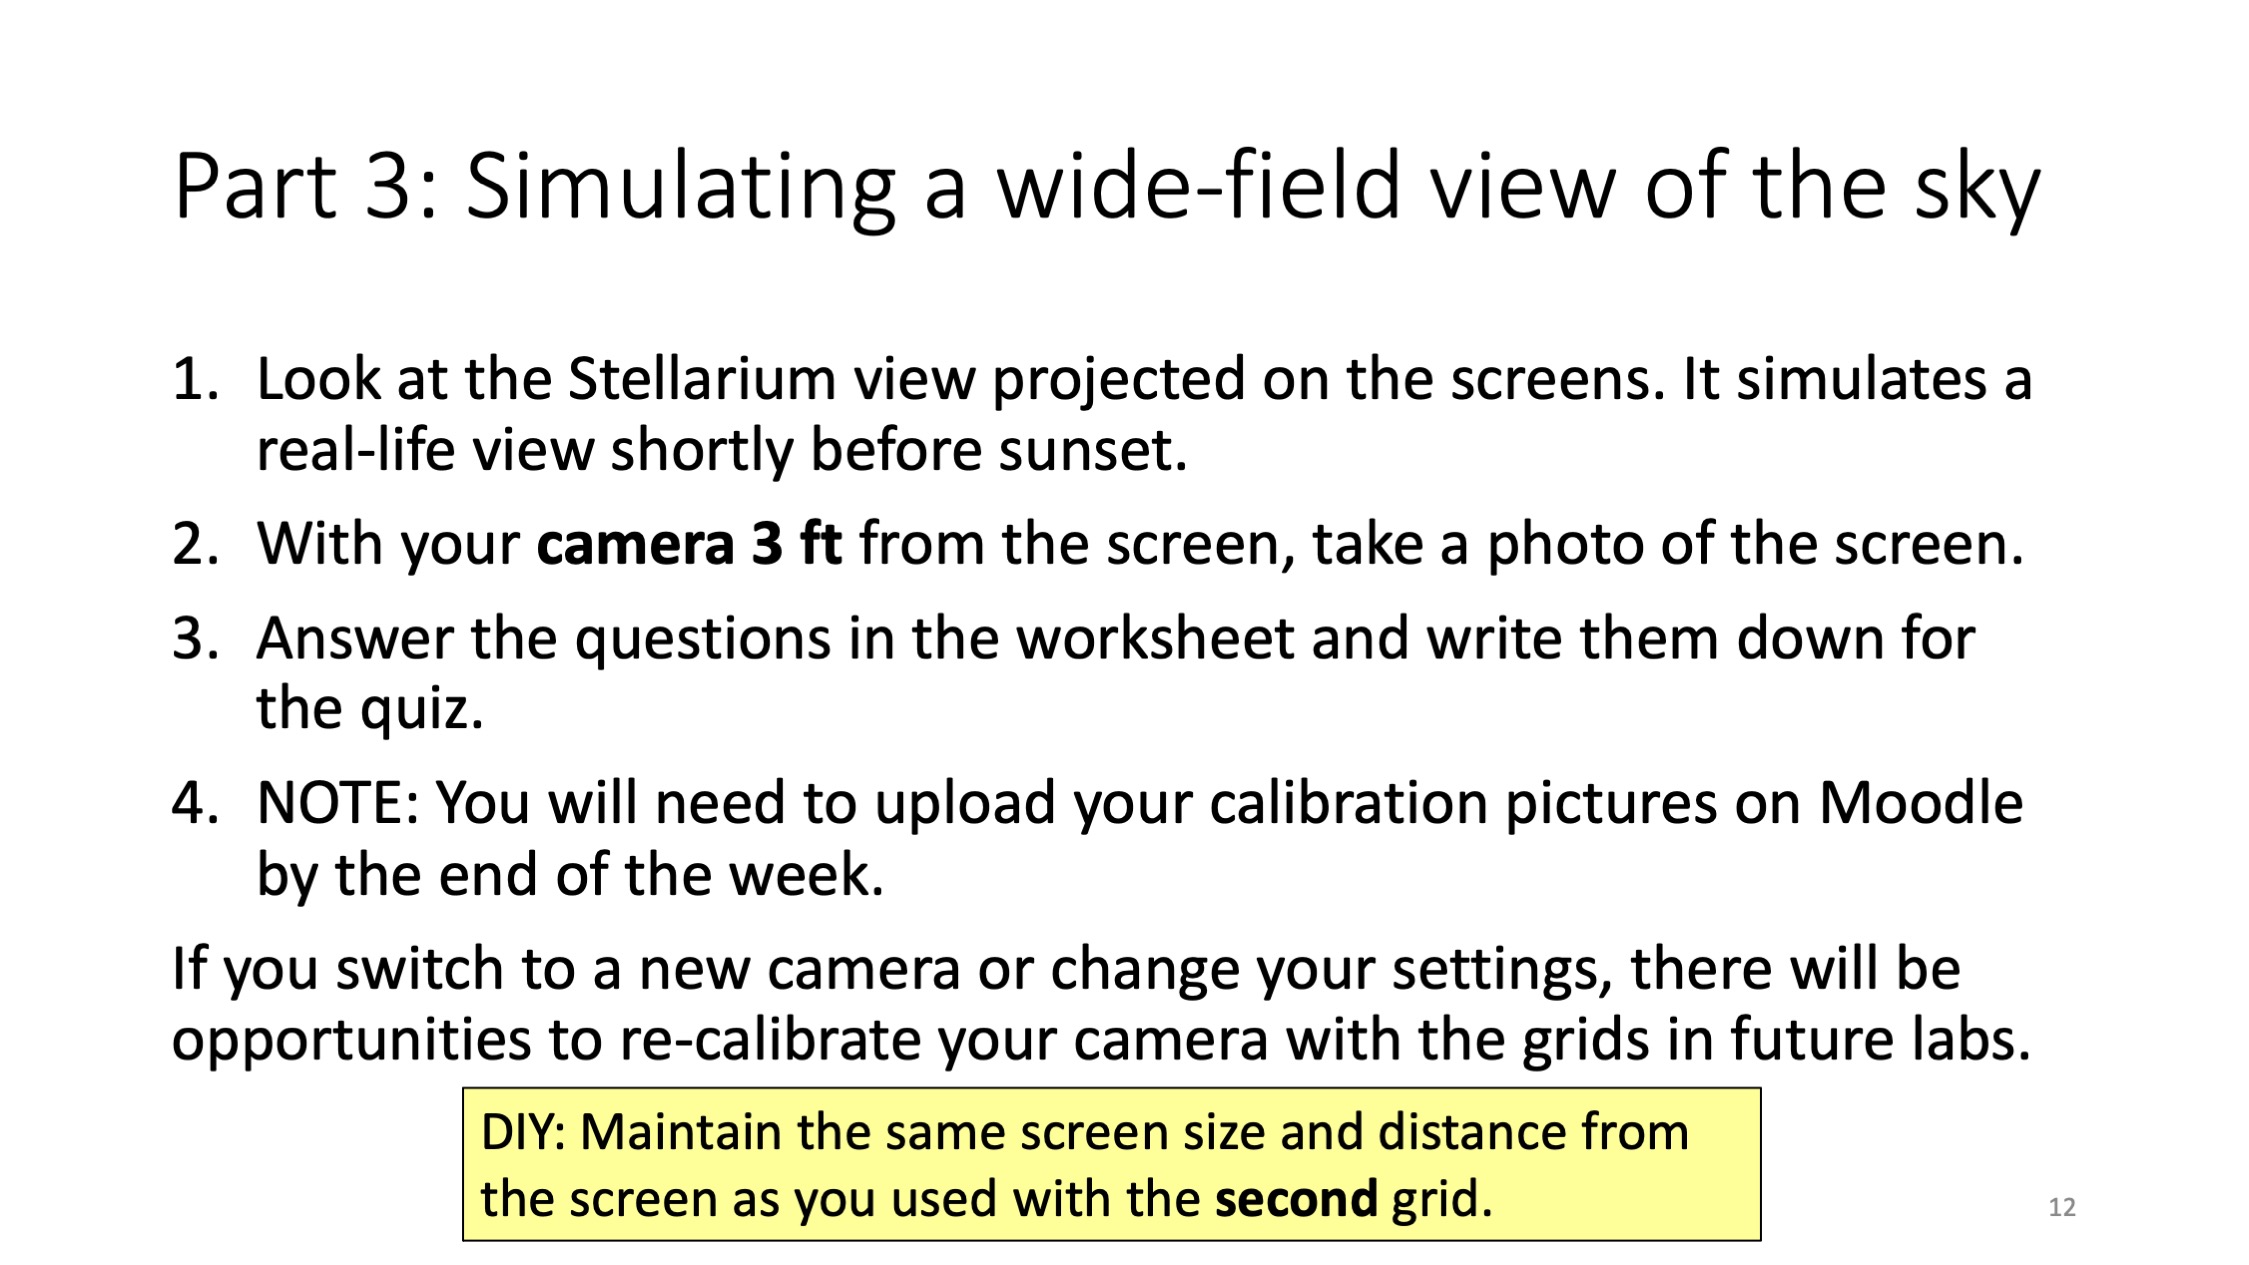 Part 3: Simulating a wide-field view of the sky
1. Look at the Stellarium view projected on the screens. It simulates a
real-life view shortly before sunset.
2. With your camera 3 ft from the screen, take a photo of the screen.
3. Answer the questions in the worksheet and write them down for
the quiz.
4. NOTE: You will need to upload your calibration pictures on Moodle
by the end of the week.
If you switch to a new camera or change your settings, there will be
opportunities to re-calibrate your camera with the grids in future labs.
DIY: Maintain the same screen size and distance from
the screen as you used with the second grid.
12